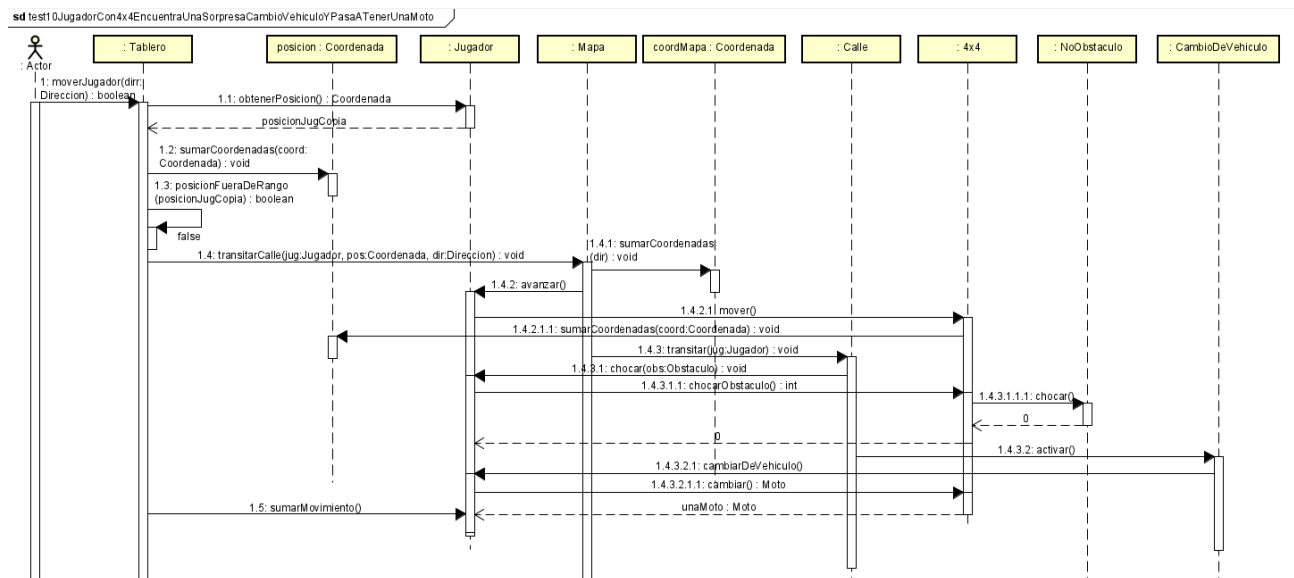 sd test10JugadorCon4x4EncuentraUnaSorpresaCambioVehiculoYPasaATenerUnaMoto
: Actor
: Tablero
posicion : Coordenada
: Jugador
: Mapa
coordMapa : Coordenada
: Calle
: 4x4
: NoObstaculo
: CambioDeVehiculo
1: moverJugador(dirr:
Direccion) : boolean
1.1: obtenerPosicion() : Coordenada
posicionJugCopia
1.2: sumarCoordenadas(coord:
Coordenada) : void
1.3: posicionFueraDeRango
(posicionJugCopia) : boolean
false
1.4: transitarCalle(jug:Jugador, pos:Coordenada, dir:Direccion) : void
1.4.1: sumarCoordenadas
(dir) : void
1.4.2: avanzar()
1.4.2.1: mover()
1.4.2.1.1: sumarCoordenadas(coord:Coordenada) : void
1.4.3: transitar(jug:Jugador) : void
1.4.3.1: chocar(obs:Obstaculo) : void
1.4.3.1.1: chocarObstaculo() : int
1.4.3.1.1.1: chocar()
0
0
1.4.3.2: activar()
1.4.3.2.1: cambiarDeVehiculo()
1.4.3.2.1.1: cambiar() : Moto
1.5: sumarMovimiento()
unaMoto : Moto